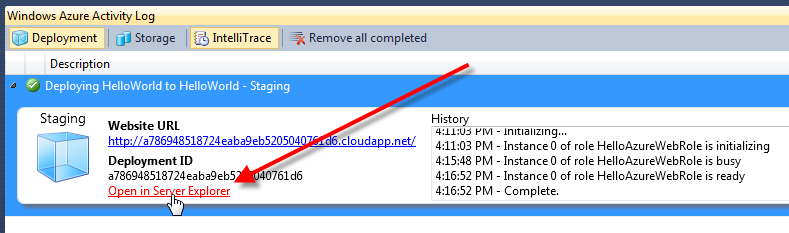 Windows Azure Activity Log
Deployment Storage IntelliTrace Remove all completed
Description
Deploying HelloWorld to HelloWorld - Staging
Staging
Website URL
http://a786948518724eaba9eb5205040761d6.cloudapp.net/
Deployment ID
a786948518724eaba9eb5205040761d6
Open in Server Explorer
History
4:11:03 PM - Initializing...
4:11:03 PM - Instance 0 of role HelloAzureWebRole is initializing
4:15:48 PM - Instance 0 of role HelloAzureWebRole is busy
4:16:52 PM - Instance 0 of role HelloAzureWebRole is ready
4:16:52 PM - Complete.